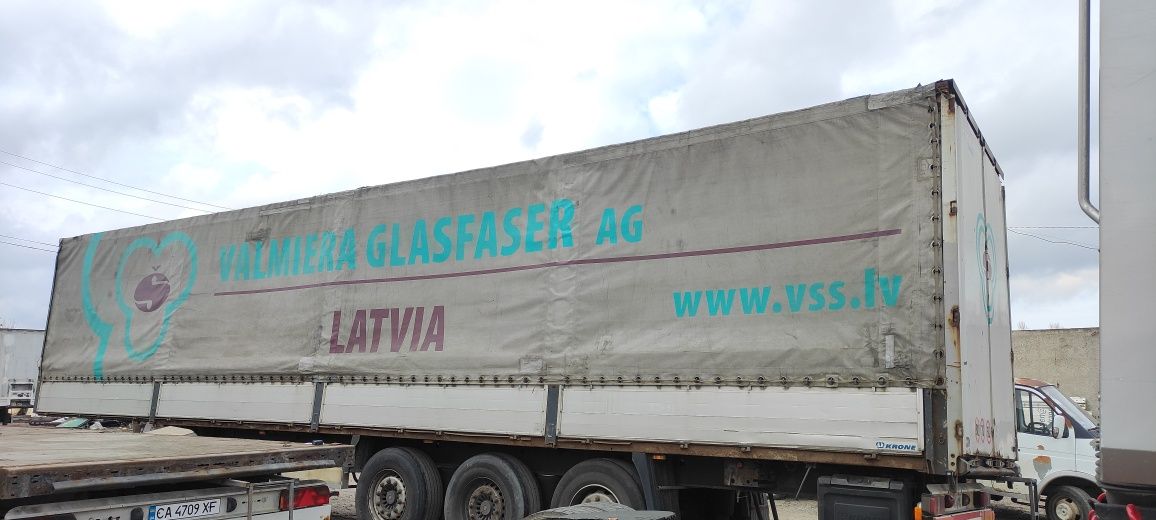 VALMIERA GLASFASER AG
Š
LATVIA
www.vss.lv
KRONE
CA 4709 XF